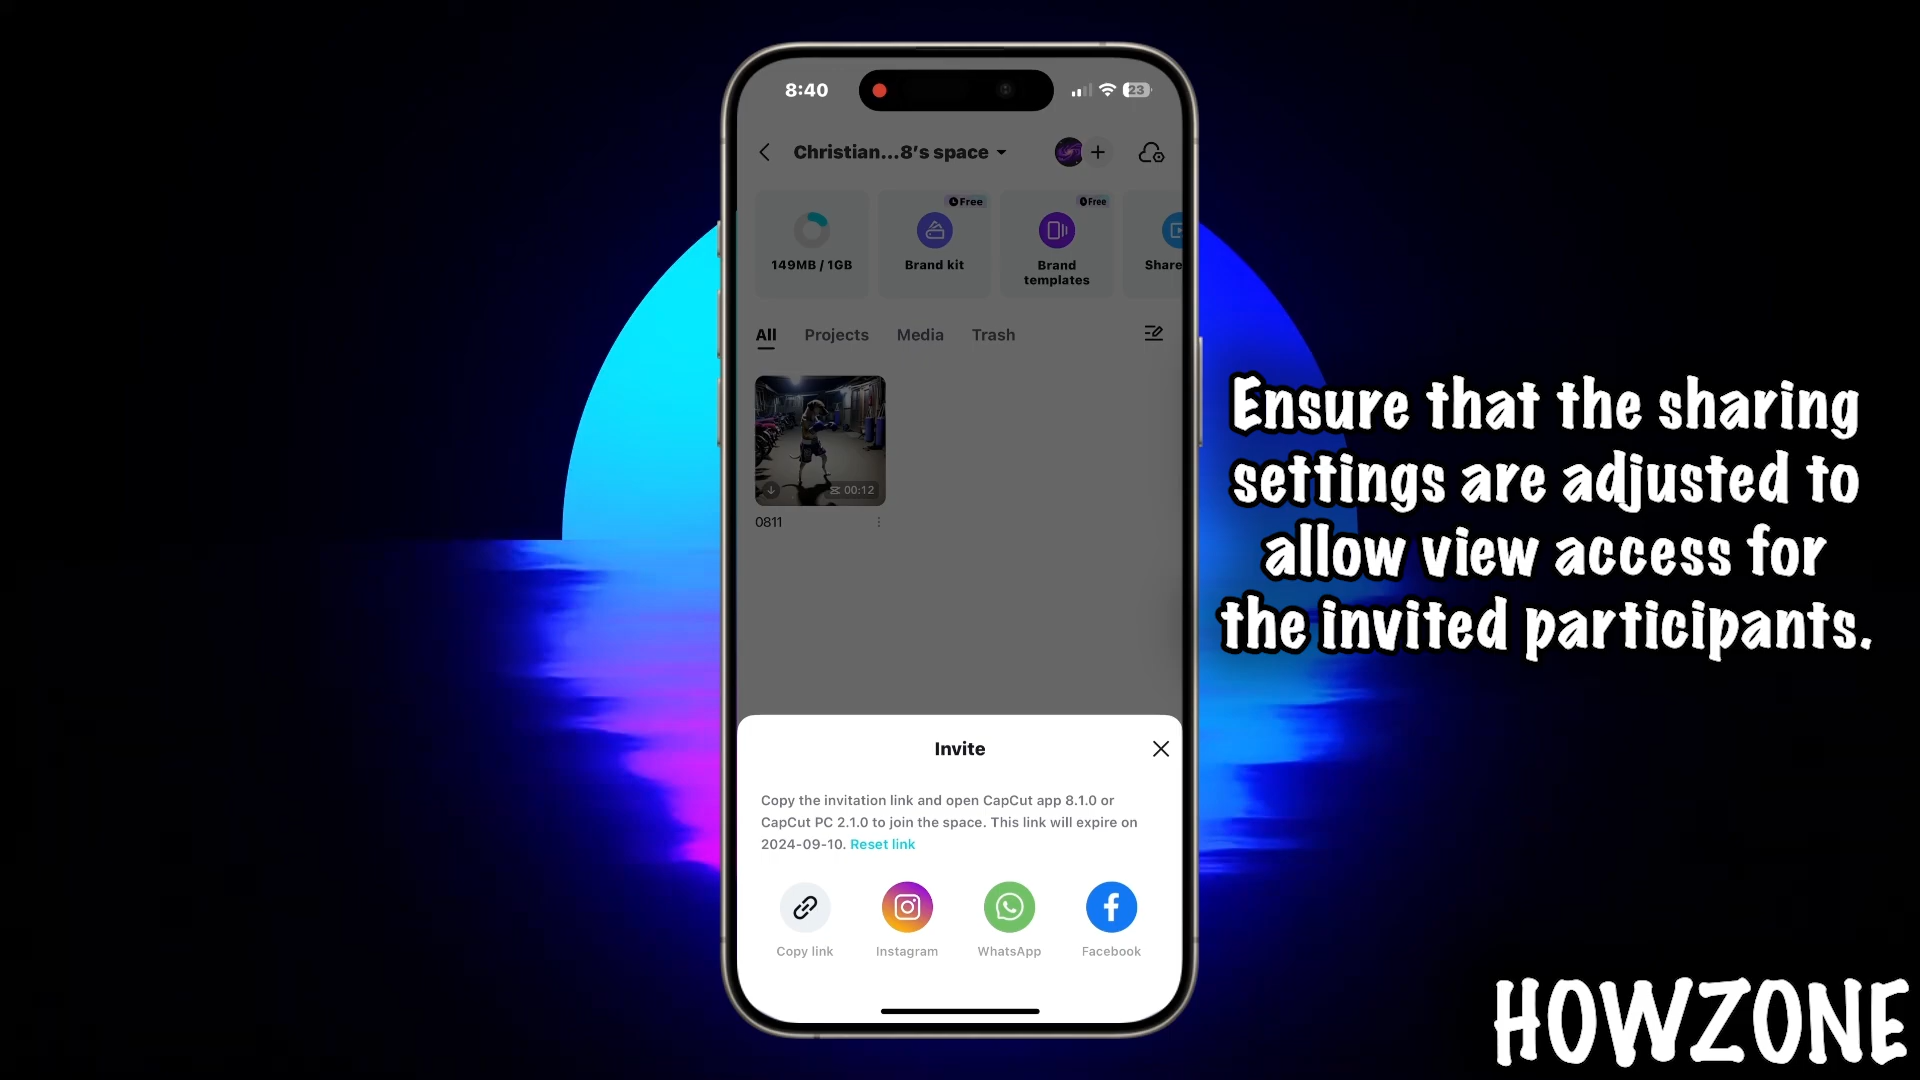 8:40
23
Christian...8's space
149MB / 1GB
Free
Brand kit
Free
Brand
templates
Share
All
Projects
Media
Trash
00:12
0811
Ensure that the sharing
settings are adjusted to
allow view access for
the invited participants.
Invite
Copy the invitation link and open CapCut app 8.1.0 or
CapCut PC 2.1.0 to join the space. This link will expire on
2024-09-10. Reset link
Copy link
Instagram
WhatsApp
Facebook
HOWZONE